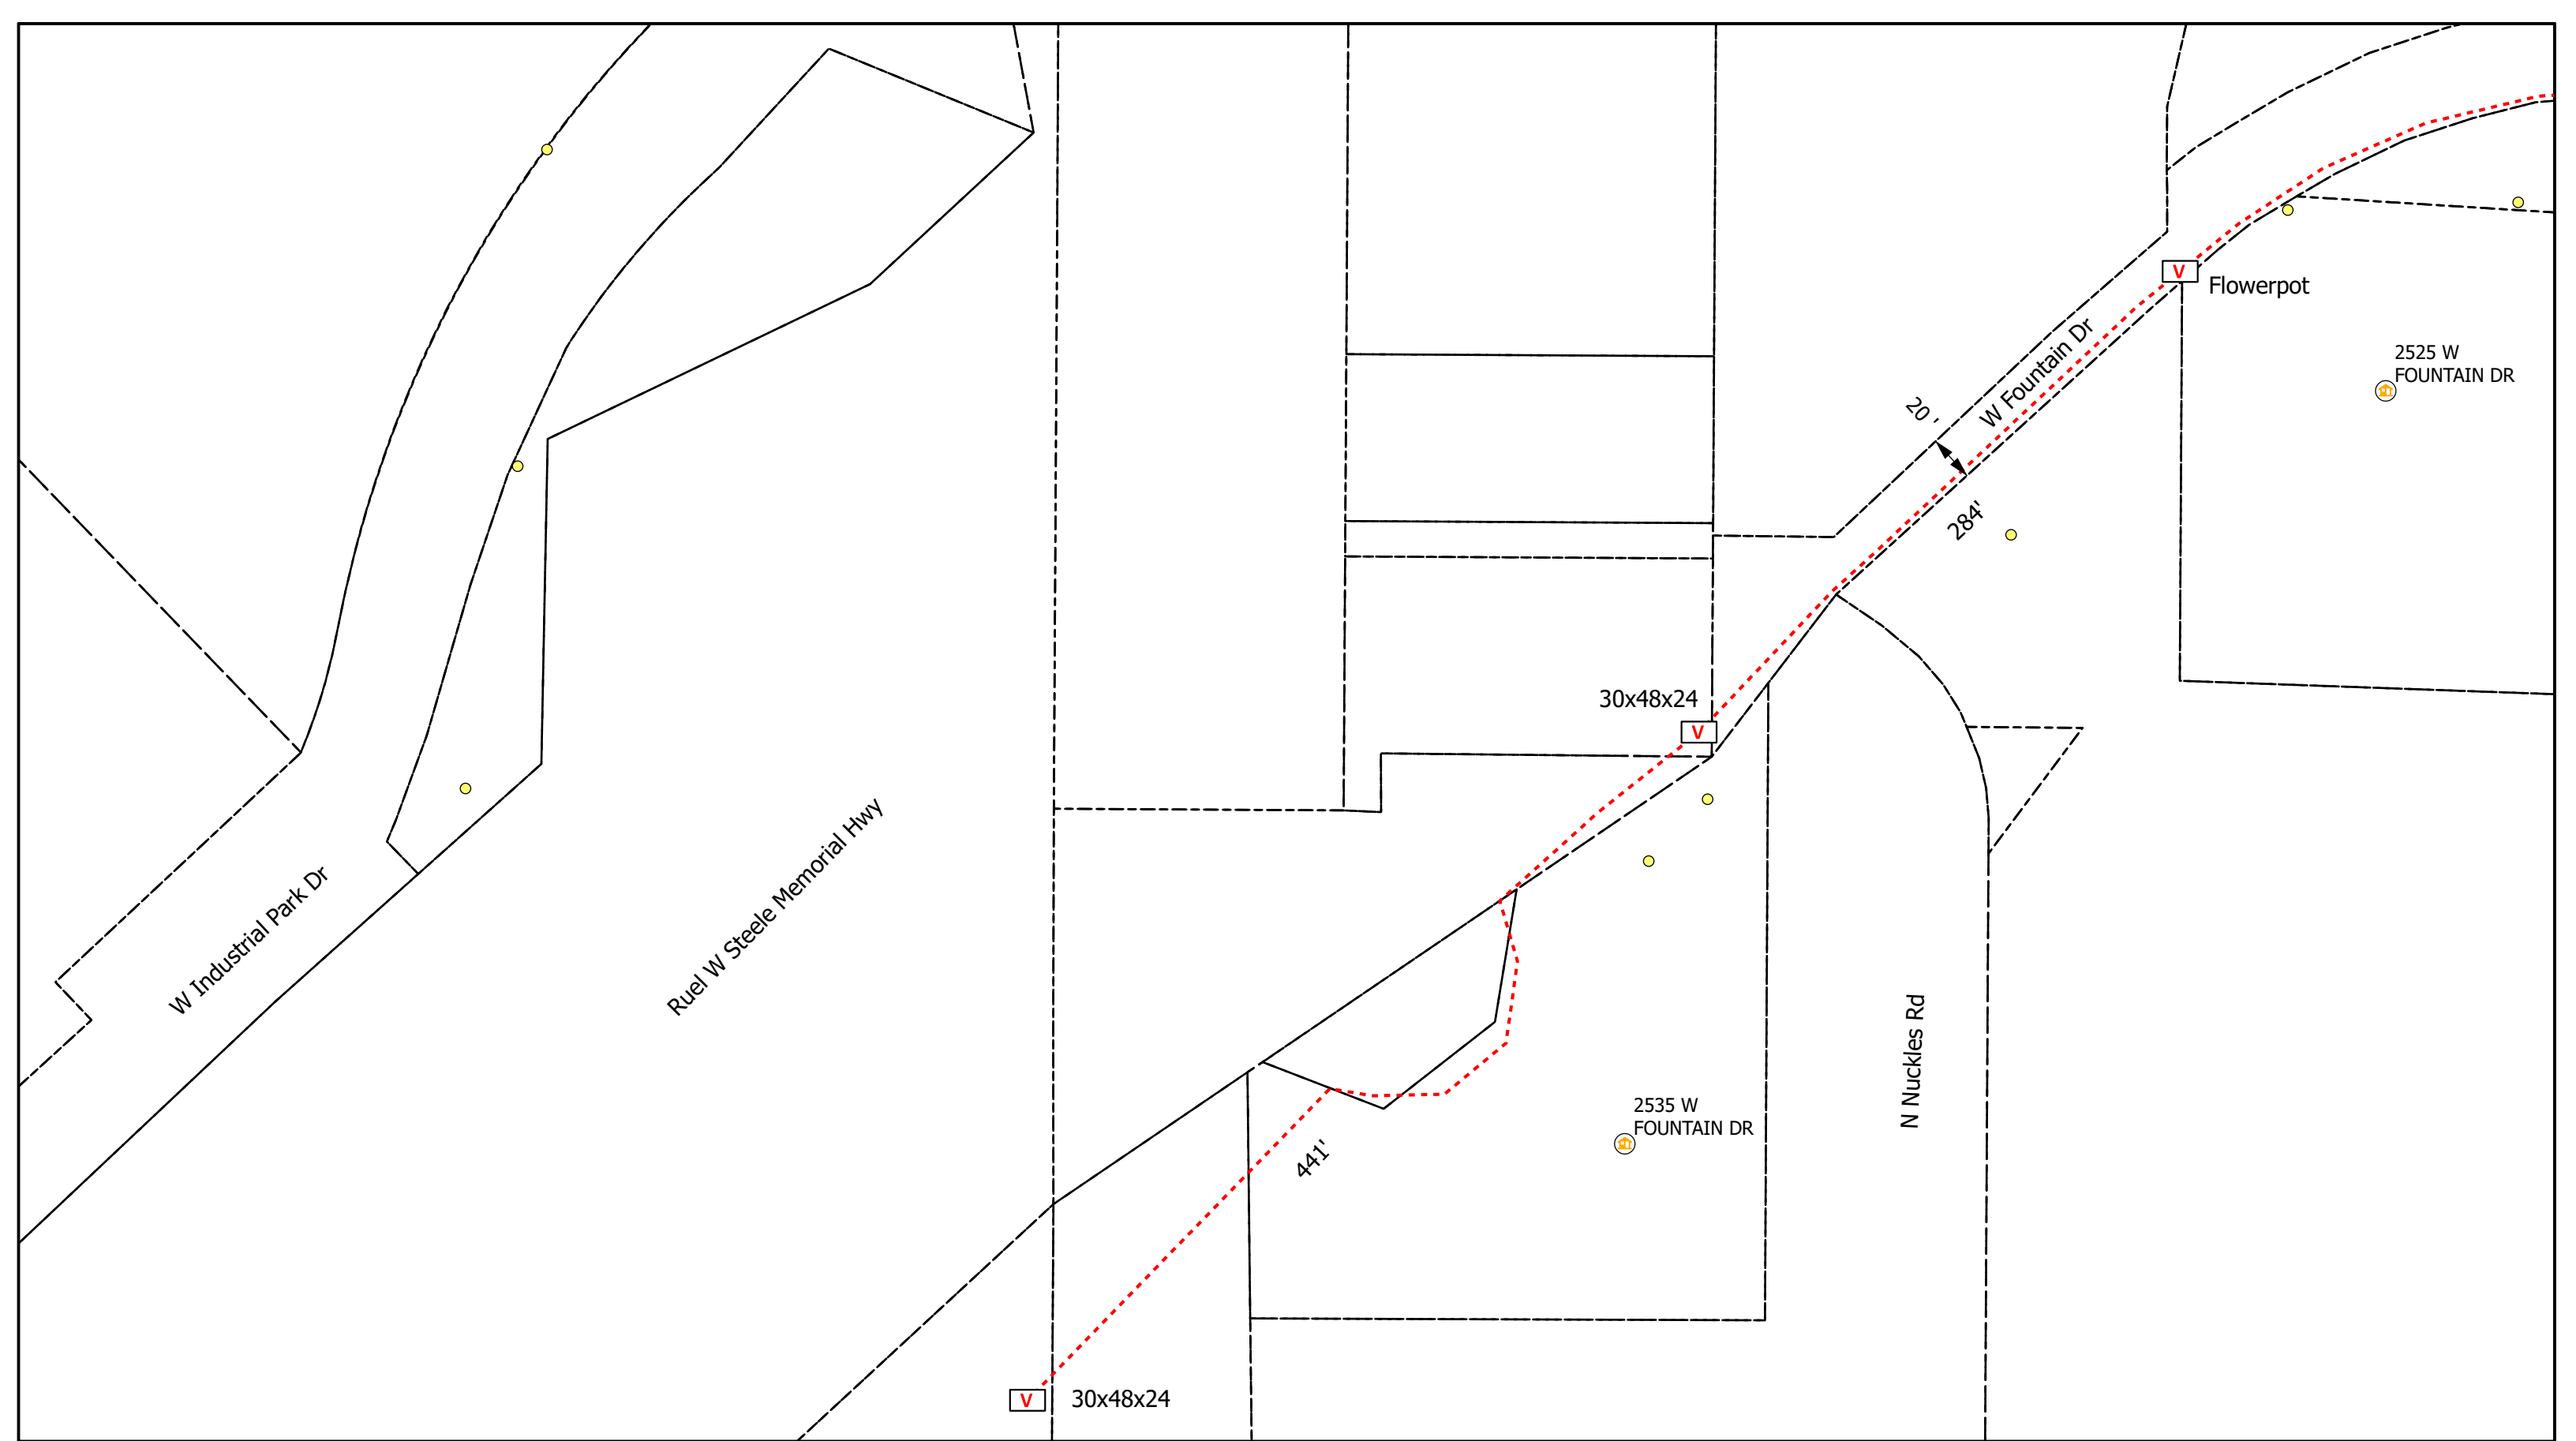 V
Flowerpot
2525 W
FOUNTAIN DR
W Fountain Dr
20 '
284'
30x48x24
V
Ruel W Steele Memorial Hwy
W Industrial Park Dr
N Nuckles Rd
2535 W
FOUNTAIN DR
441'
V
30x48x24